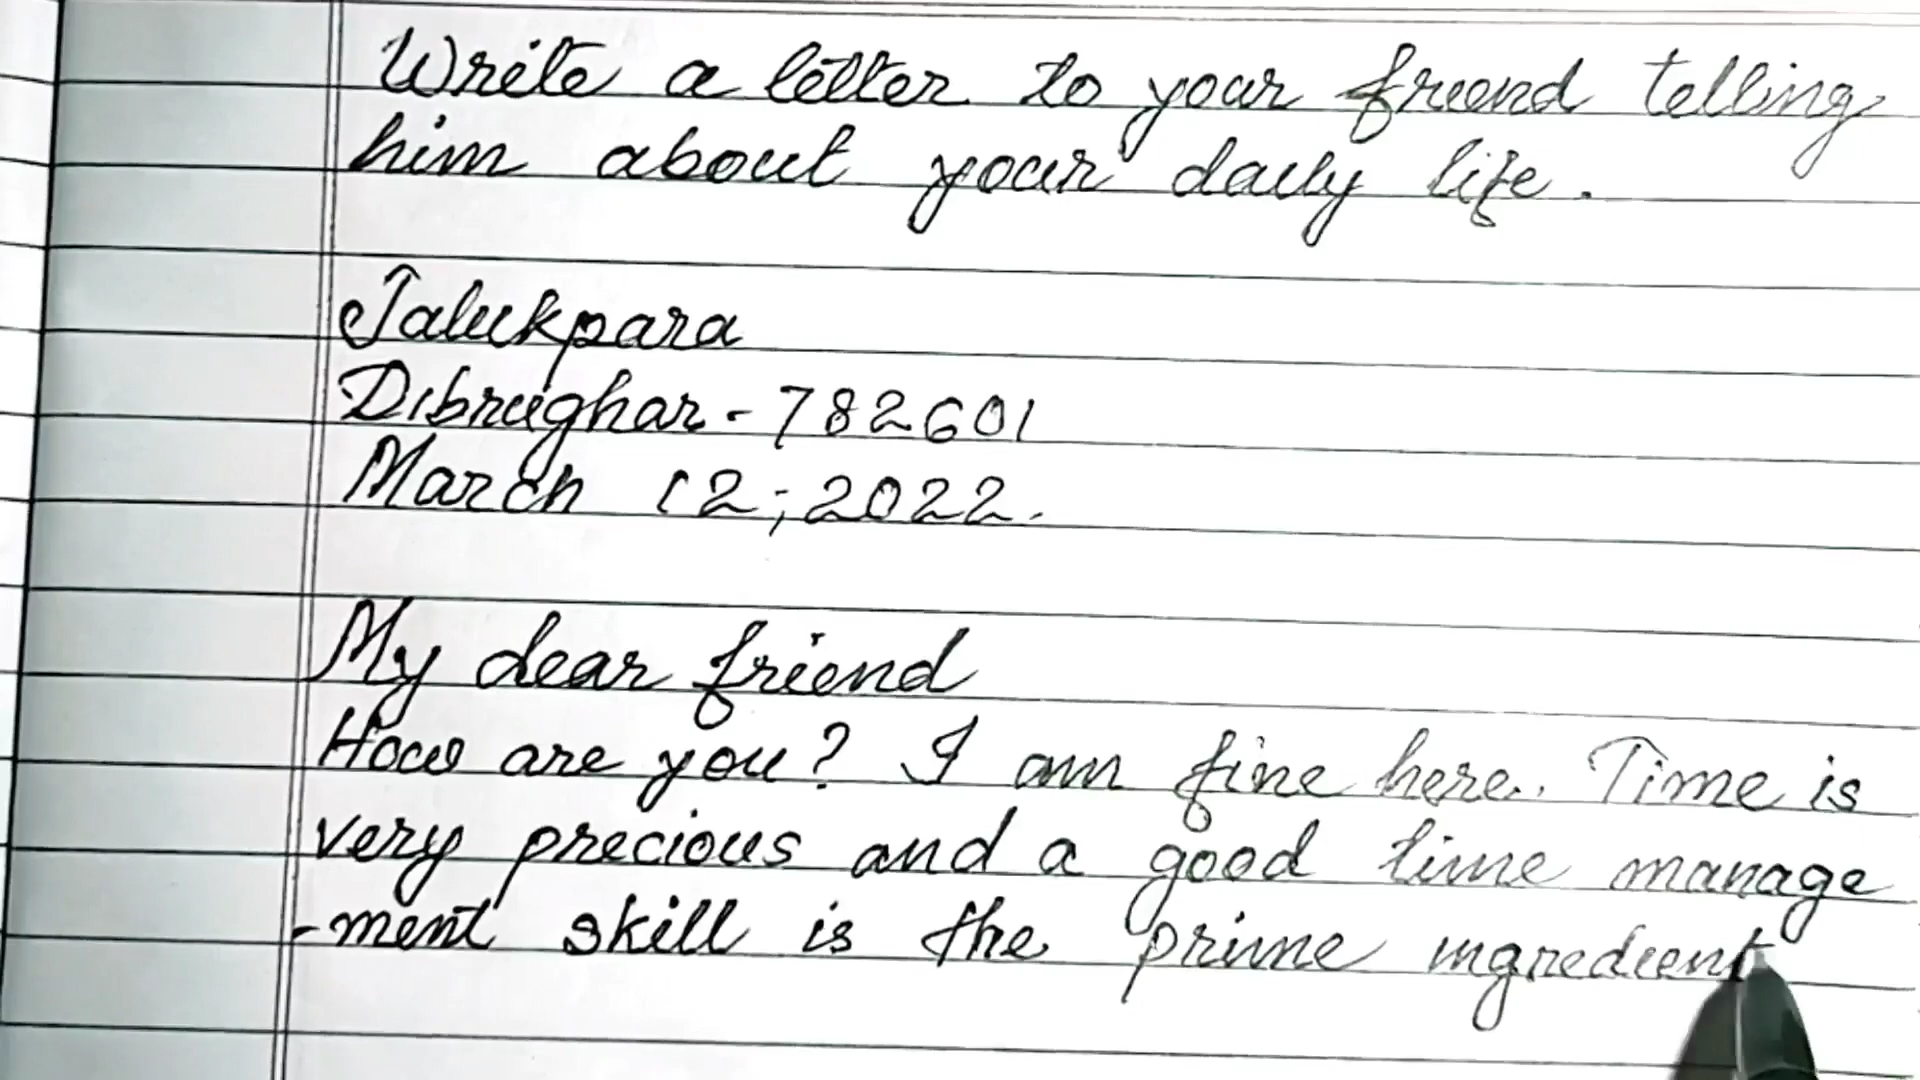 Write a letter to your friend telling
him about your daily life.
Talukpara
Dibrughar - 782601
March 12, 2022.
My dear friend
How are you? I am fine here.. Time is
very precious and a good time manage
-ment skill is the prime ingredient